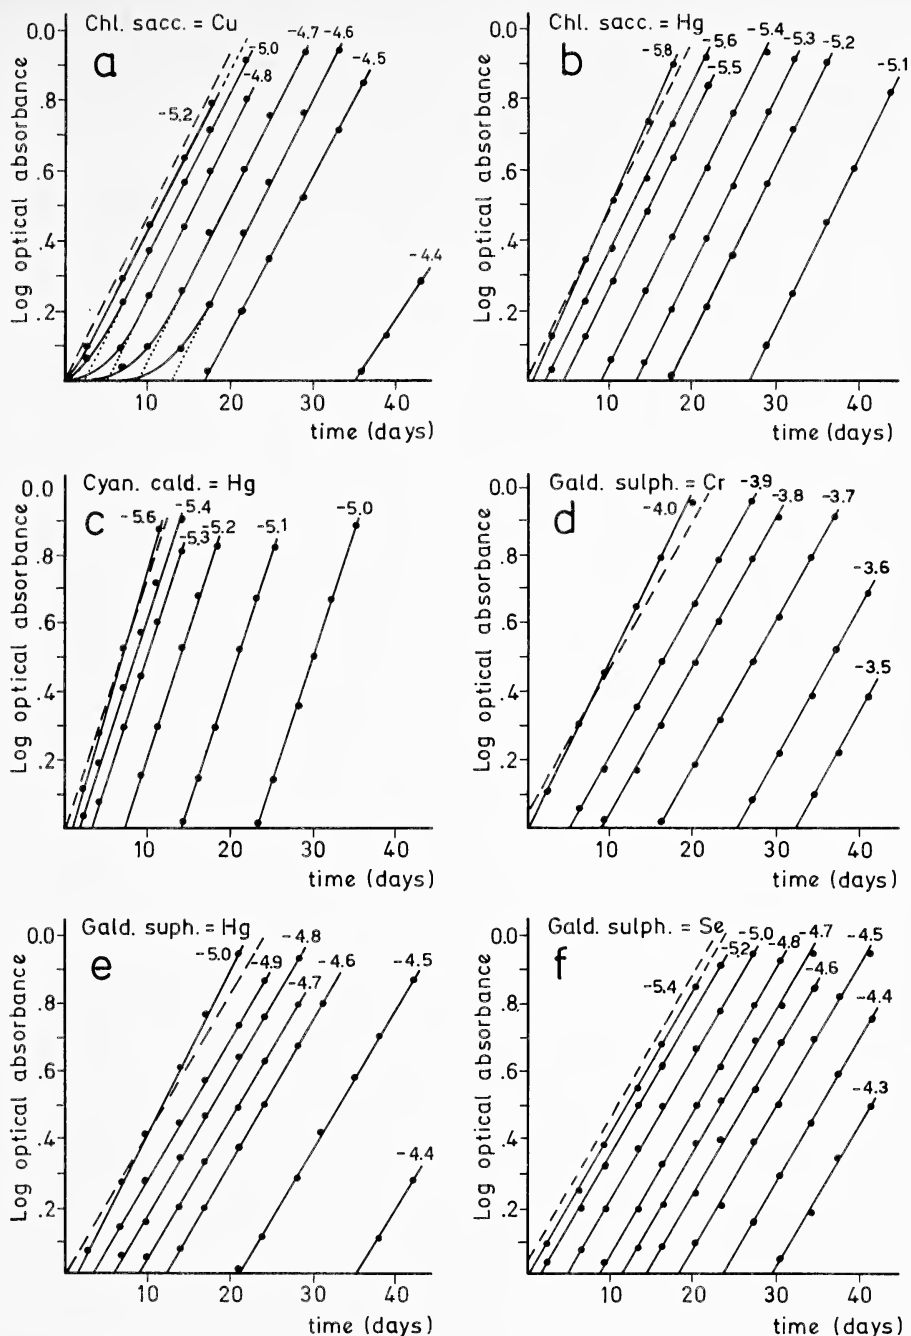 Chl. sacc. = Cu
a
Log optical absorbance
0.0
.8
.6
.4
.2
-5.2
-5.0
-4.8
-4.7
-4.6
-4.5
-4.4
10 20 30 40
time (days)
Chl. sacc. = Hg
b
Log optical absorbance
0.0
.8
.6
.4
.2
-5.8
-5.6
-5.5
-5.4
-5.3
-5.2
-5.1
10 20 30 40
time (days)
Cyan. cald. = Hg
c
Log optical absorbance
0.0
.8
.6
.4
.2
-5.6
-5.4
-5.3
-5.2
-5.1
-5.0
10 20 30 40
time (days)
Gald. sulph. = Cr
d
Log optical absorbance
0.0
.8
.6
.4
.2
-4.0
-3.9
-3.8
-3.7
-3.6
-3.5
10 20 30 40
time (days)
Gald. suph. = Hg
e
Log optical absorbance
0.0
.8
.6
.4
.2
-5.0
-4.9
-4.8
-4.7
-4.6
-4.5
-4.4
10 20 30 40
time (days)
Gald. sulph. = Se
f
Log optical absorbance
0.0
.8
.6
.4
.2
-5.4
-5.2
-5.0
-4.8
-4.7
-4.6
-4.5
-4.4
-4.3
10 20 30 40
time (days)